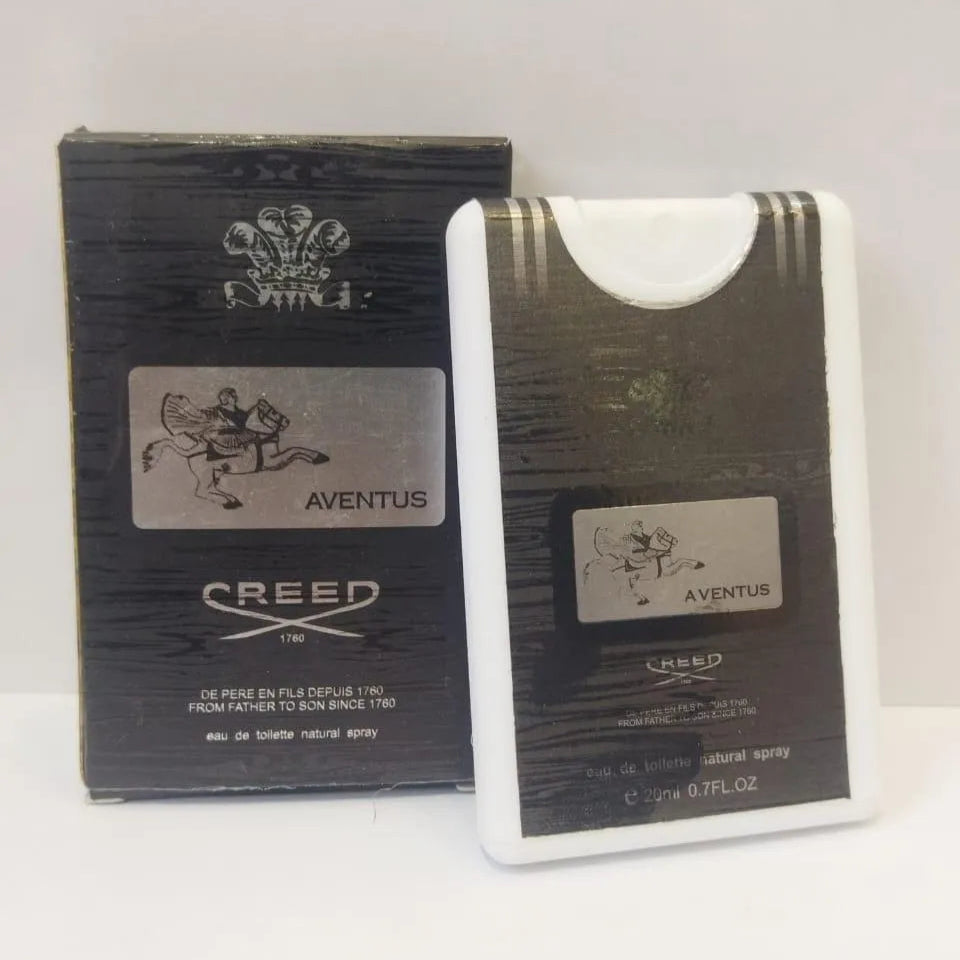 AVENTUS
CREED
1760
DE PERE EN FILS DEPUIS 1760
FROM FATHER TO SON SINCE 1760
eau de toilette natural spray
AVENTUS
CREED
DE PERE EN FILS DEPUIS 1760
FROM FATHER TO SON SINCE 1760
eau de toilette natural spray
e 20ml 0.7FL.OZ